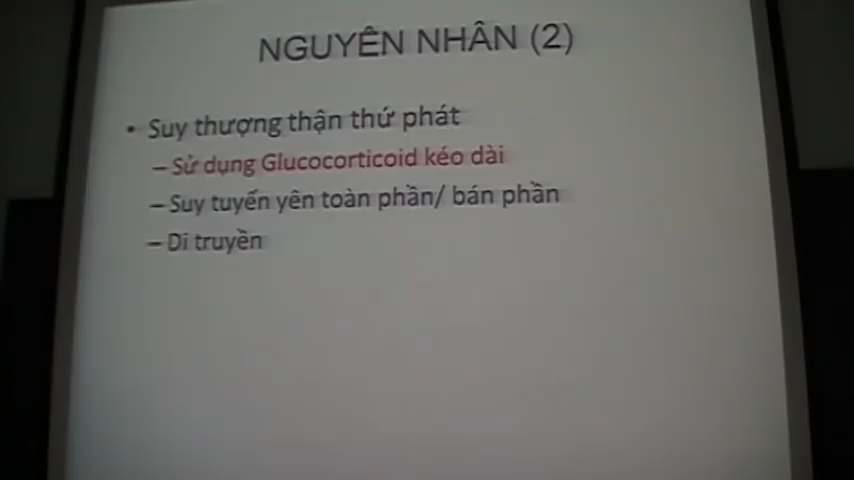 NGUYÊN NHÂN (2)
• Suy thượng thận thứ phát
– Sử dụng Glucocorticoid kéo dài
– Suy tuyến yên toàn phần/ bán phần
– Di truyền